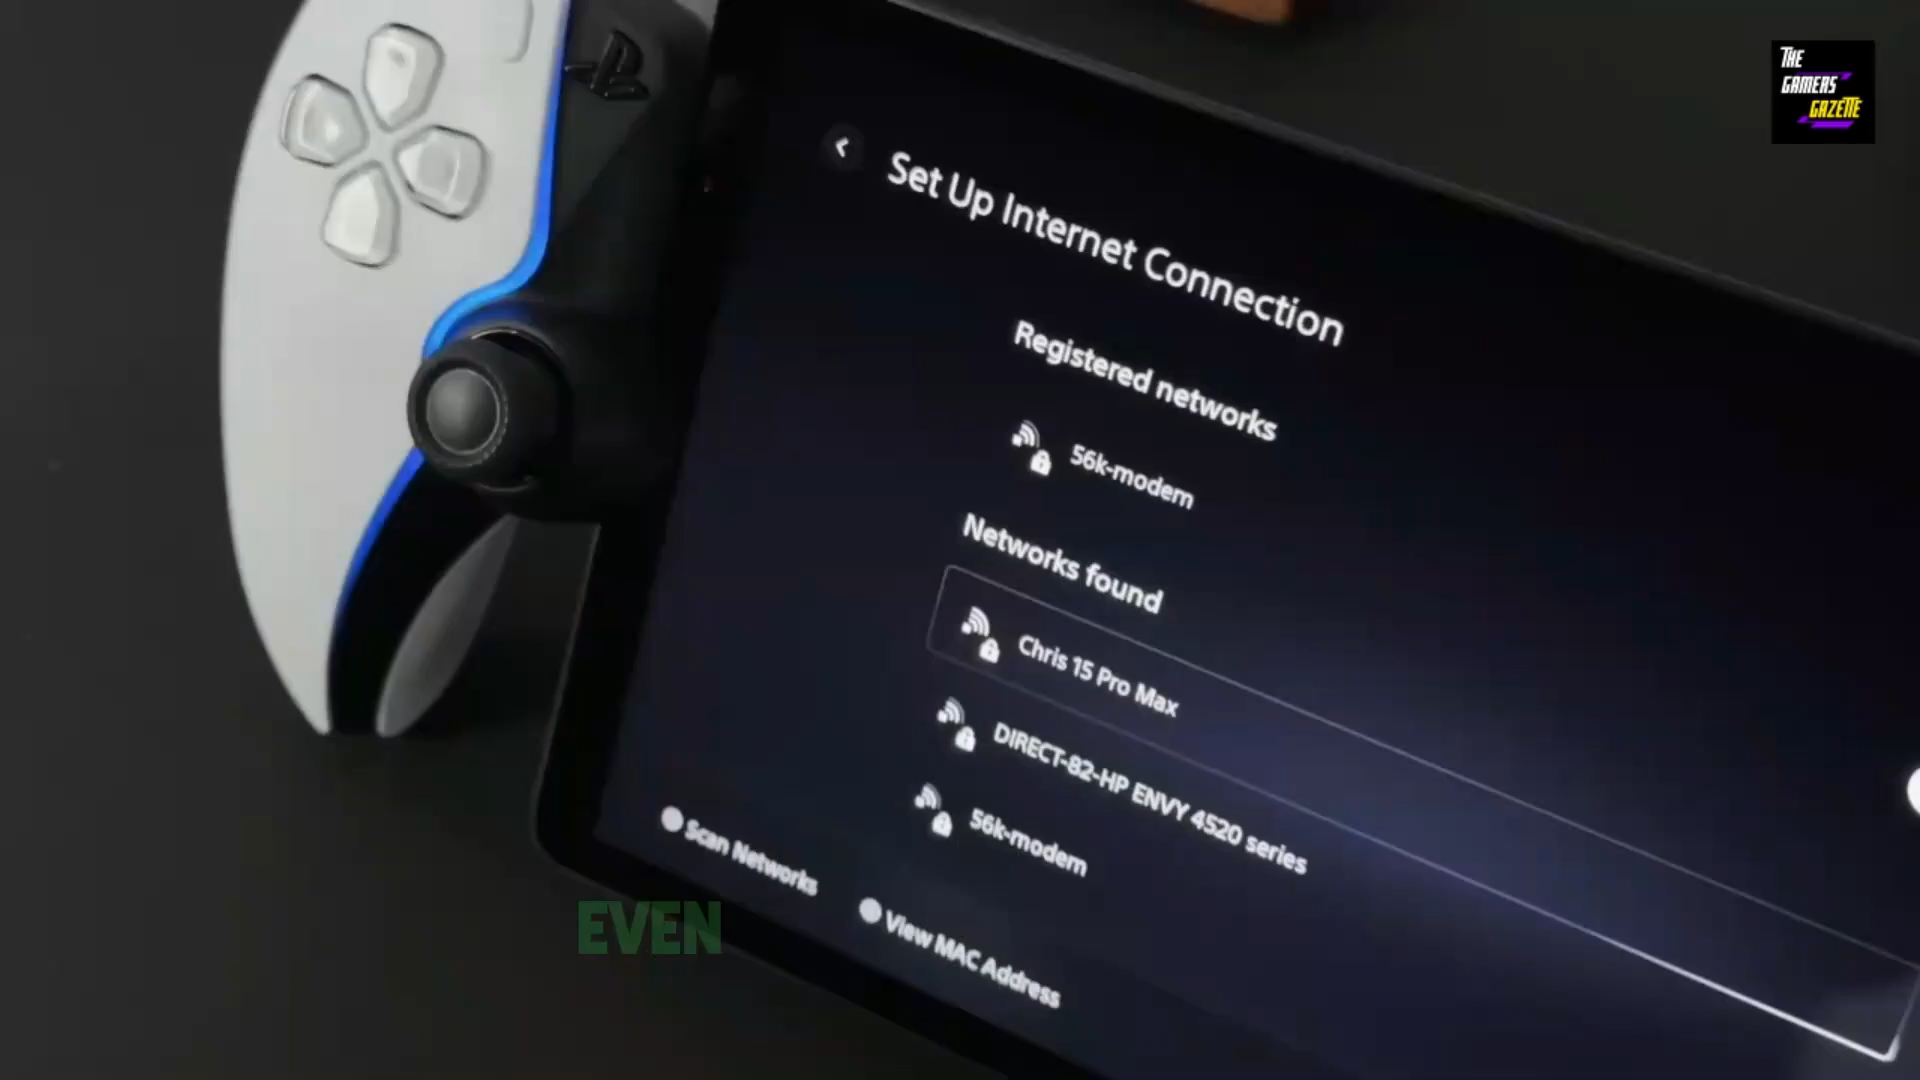 THE
GAMERS
GAZETTE
Set Up Internet Connection
Registered networks
56k-modem
Networks found
Chris 15 Pro Max
DIRECT-82-HP ENVY 4520 series
56k-modem
Scan Networks
View MAC Address
EVEN